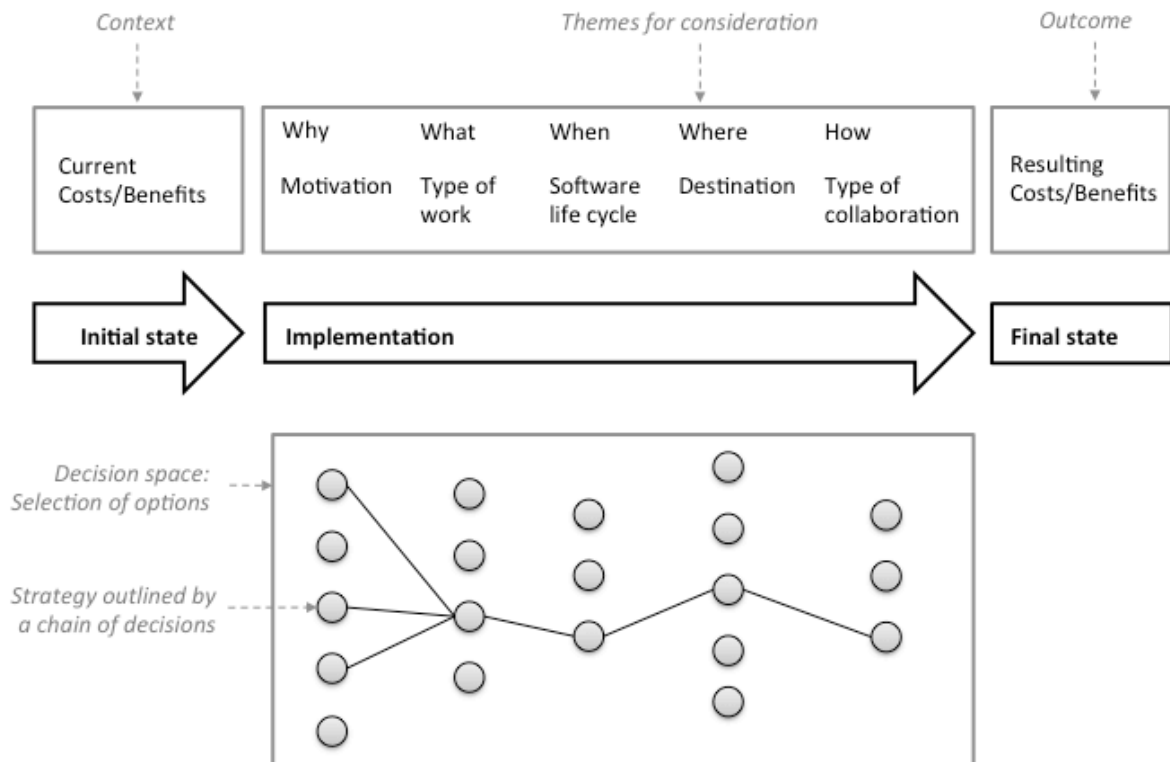 Context
Themes for consideration
Outcome
Current
Costs/Benefits
Why
What
When
Where
How
Motivation
Type of
work
Software
life cycle
Destination
Type of
collaboration
Resulting
Costs/Benefits
Initial state
Implementation
Final state
Decision space:
Selection of options
Strategy outlined by
a chain of decisions